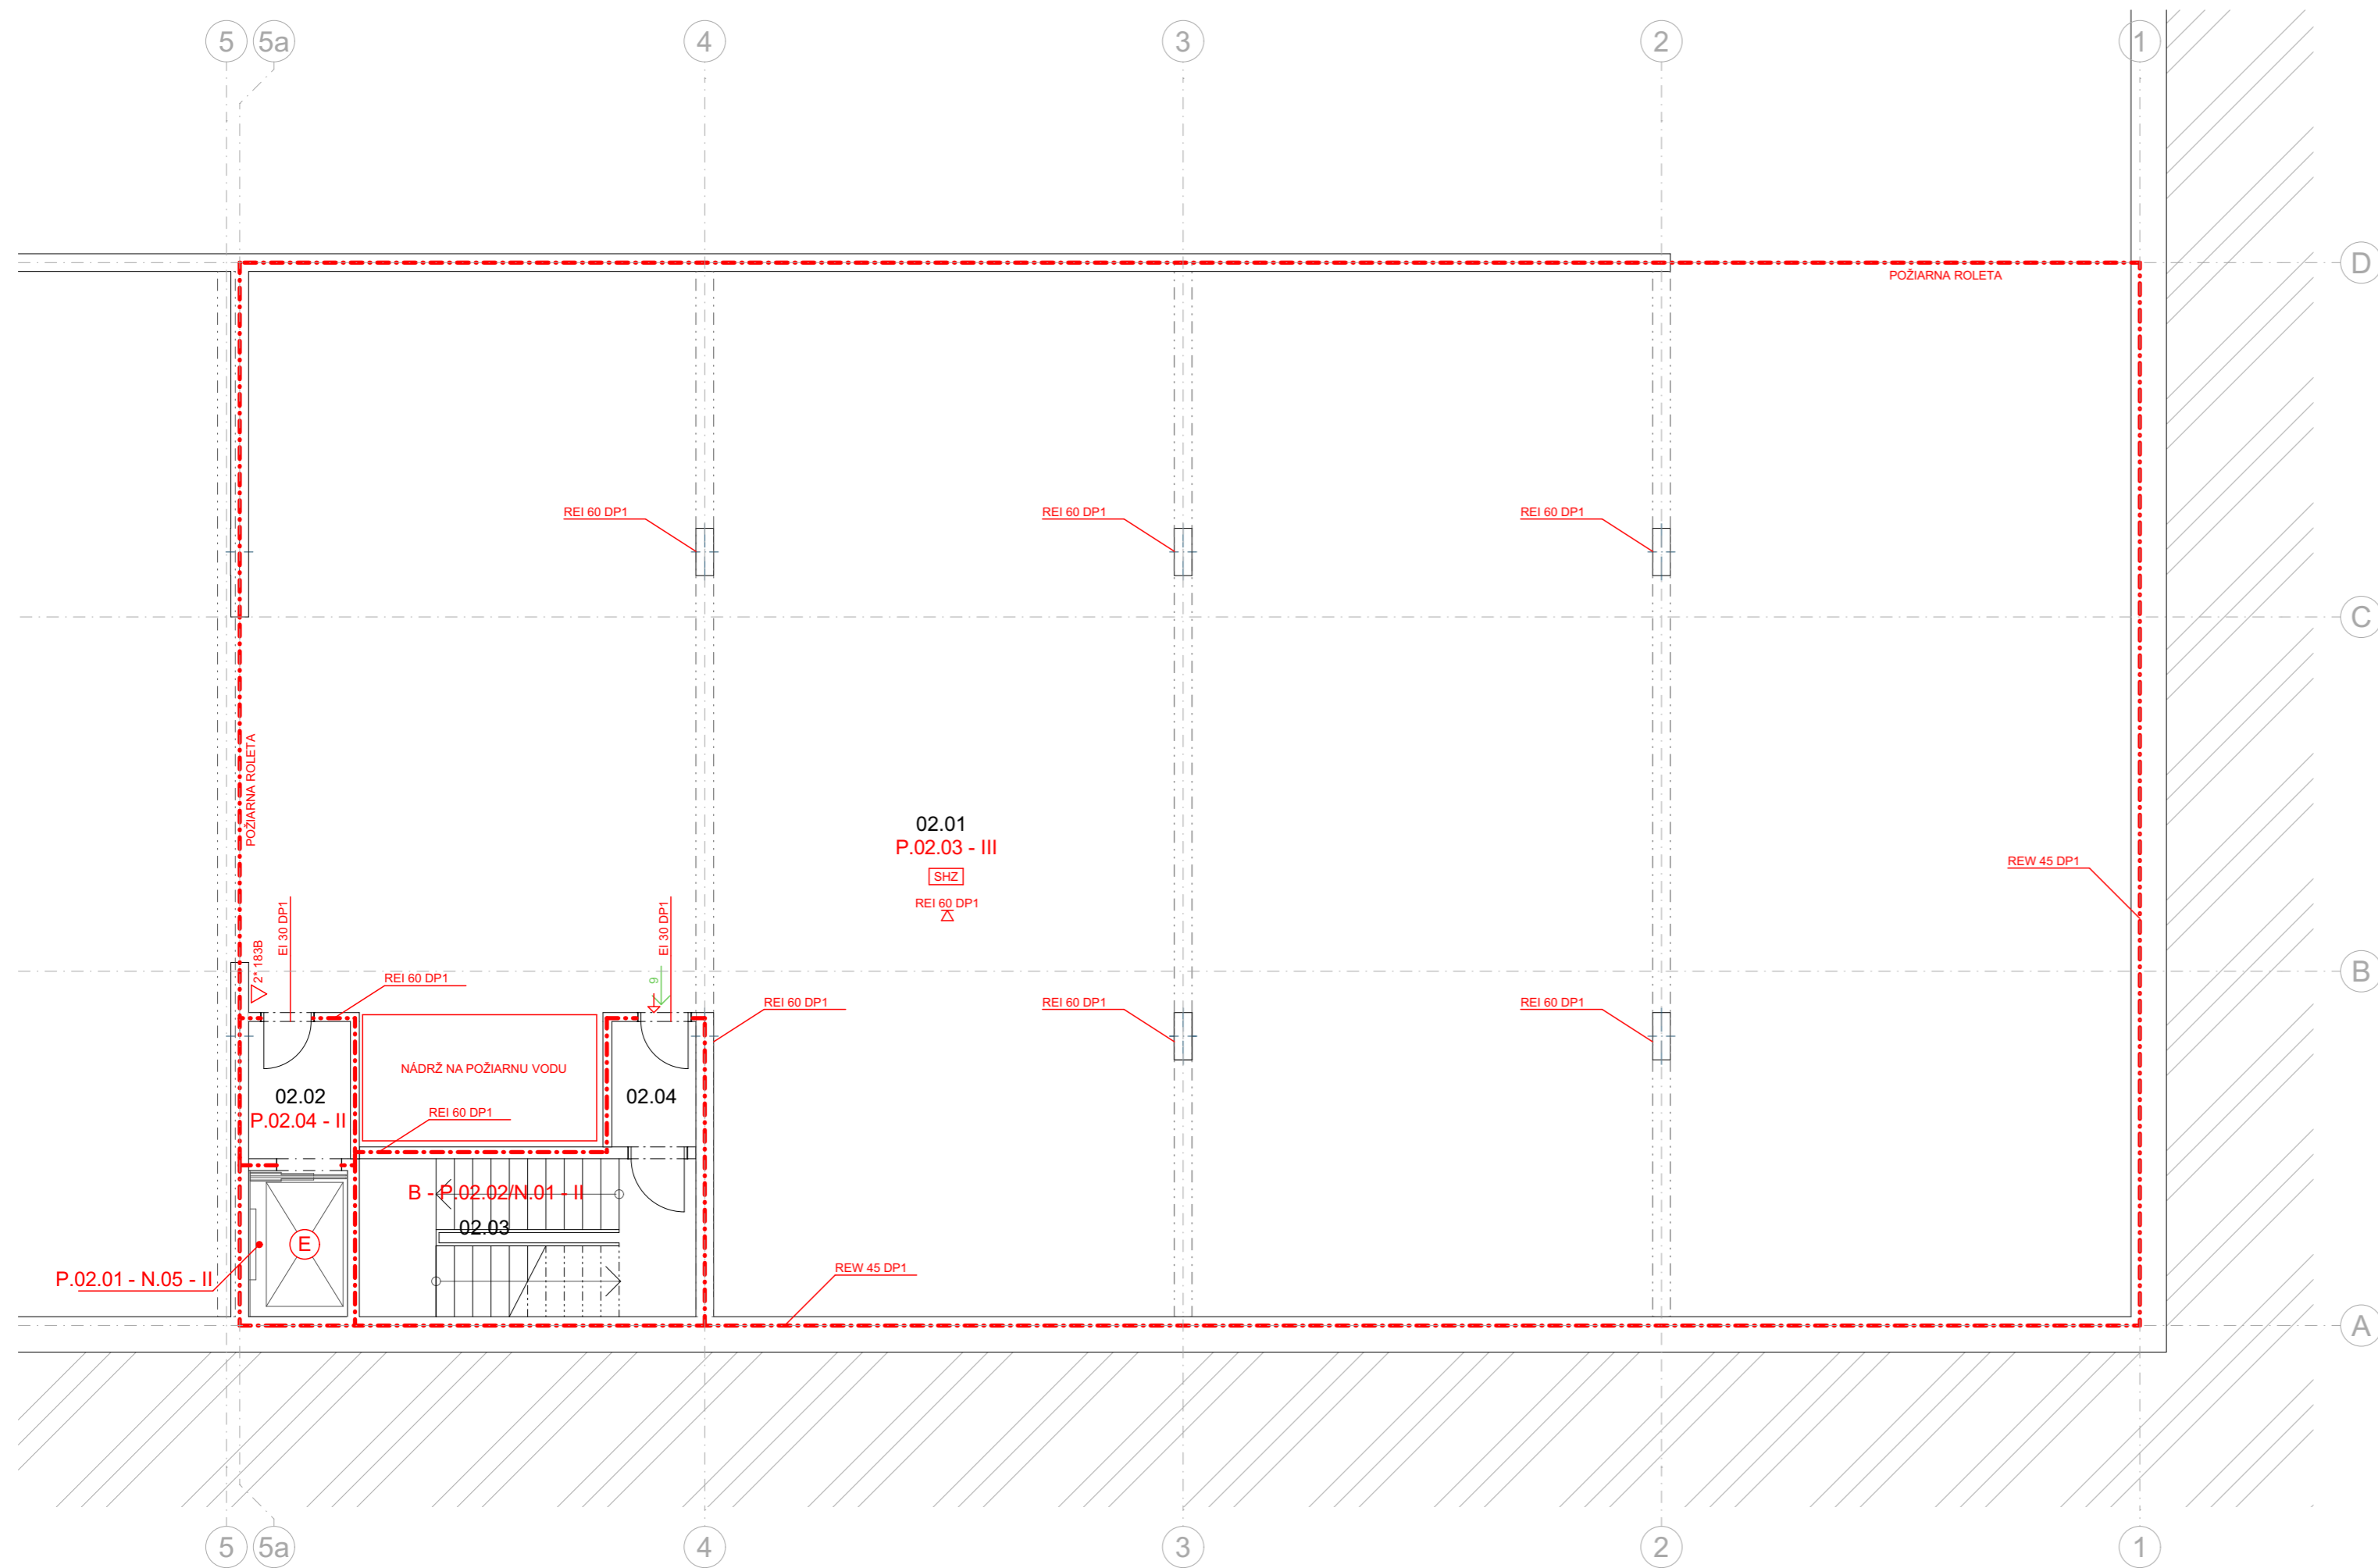 5 5a 4 3 2 1
D
POŽIARNA ROLETA
REI 60 DP1 REI 60 DP1 REI 60 DP1
C
POŽIARNA ROLETA
02.01
P.02.03 - III
SHZ
REI 60 DP1
REW 45 DP1
2* 183B
EI 30 DP1
EI 30 DP1
9
B
REI 60 DP1
REI 60 DP1 REI 60 DP1 REI 60 DP1
NÁDRŽ NA POŽIARNU VODU
02.02
P.02.04 - II
02.04
REI 60 DP1
B - P.02.02/N.01 - II
02.03
E
P.02.01 - N.05 - II
REW 45 DP1
A
5 5a 4 3 2 1